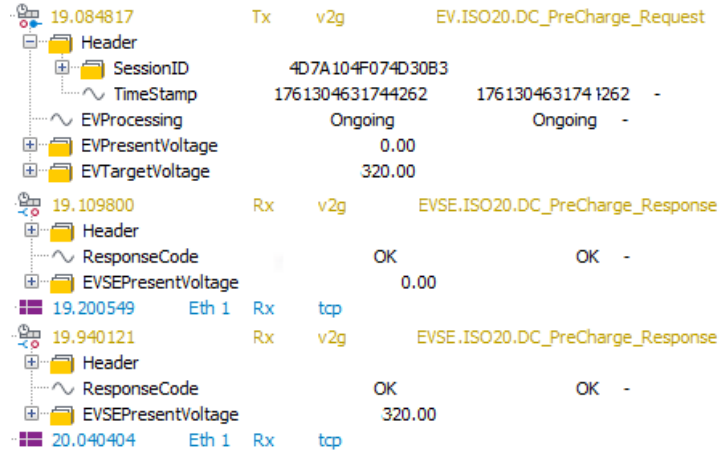 19.084817 Tx v2g EV.ISO20.DC_PreCharge_Request
Header
SessionID 4D7A104F074D30B3
TimeStamp 1761304631744262 1761304631744262 -
EVProcessing Ongoing Ongoing -
EVPresentVoltage 0.00
EVTargetVoltage 320.00
19.109800 Rx v2g EVSE.ISO20.DC_PreCharge_Response
Header
ResponseCode OK OK -
EVSEPresentVoltage 0.00
19.200549 Eth 1 Rx tcp
19.940121 Rx v2g EVSE.ISO20.DC_PreCharge_Response
Header
ResponseCode OK OK -
EVSEPresentVoltage 320.00
20.040404 Eth 1 Rx tcp